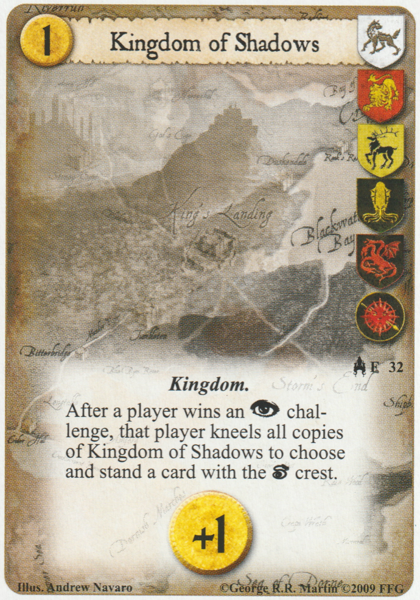 1 Kingdom of Shadows
King's Landing
Blackwater
Bay
Bitterbridge
Storm's End
E 32
Kingdom.
After a player wins an chal-
lenge, that player kneels all copies
of Kingdom of Shadows to choose
and stand a card with the crest.
+1
Illus. Andrew Navaro ©George R.R. Martin ©2009 FFG